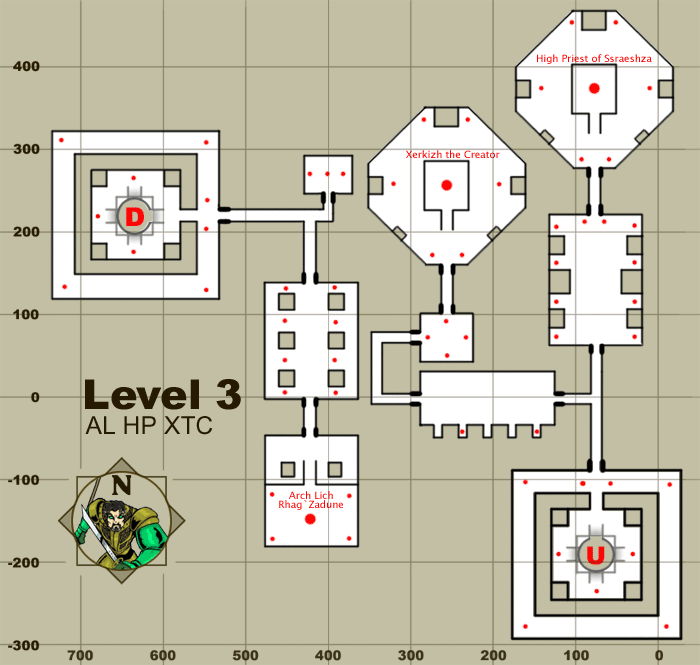 High Priest of Ssraeshza
400
Xerkizh the Creator
300
D
200
100
Level 3
0
AL HP XTC
-100
N
Arch Lich
Rhag`Zadune
-200
U
-300
700 600 500 400 300 200 100 0